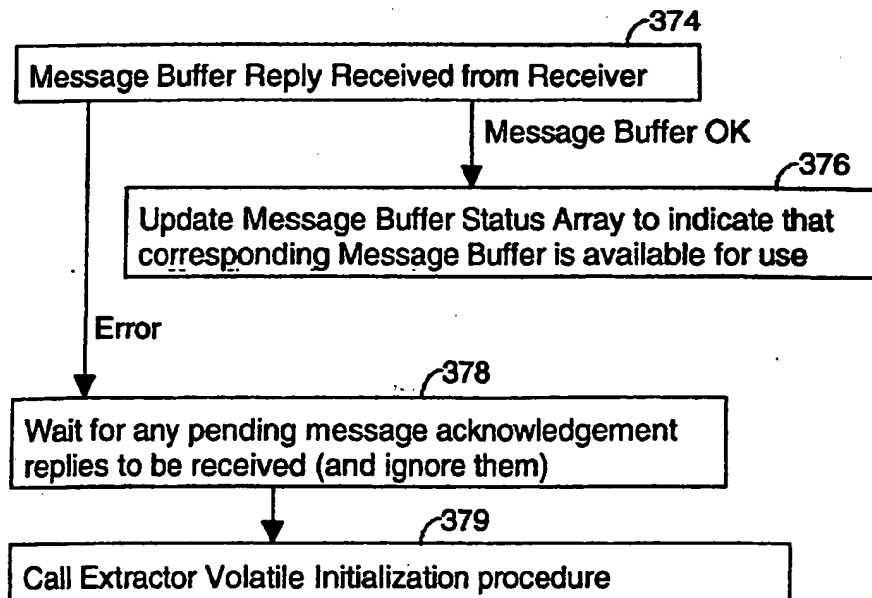 374
Message Buffer Reply Received from Receiver
Message Buffer OK
376
Update Message Buffer Status Array to indicate that
corresponding Message Buffer is available for use
Error
378
Wait for any pending message acknowledgement
replies to be received (and ignore them)
379
Call Extractor Volatile Initialization procedure